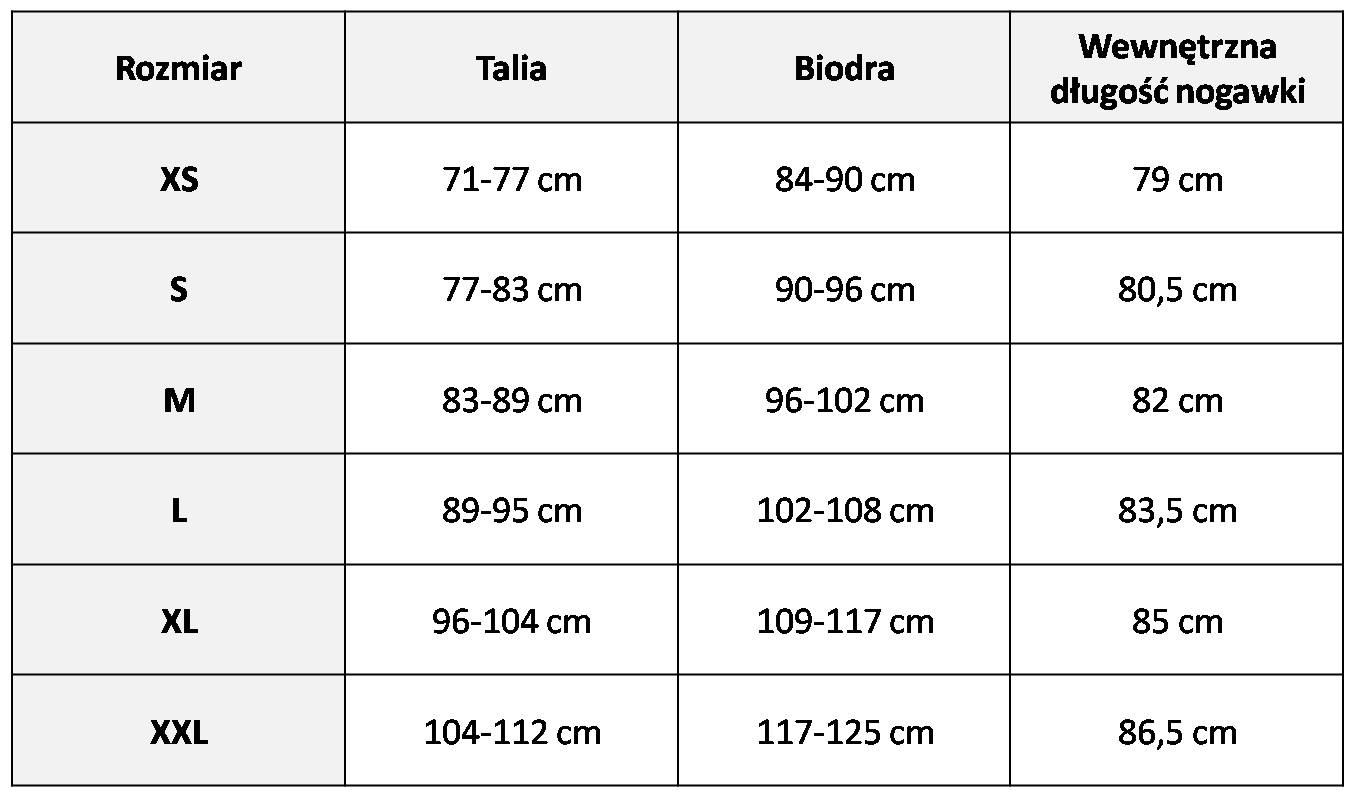 Rozmiar Talia Biodra Wewnętrzna długość nogawki
XS 71-77 cm 84-90 cm 79 cm
S 77-83 cm 90-96 cm 80,5 cm
M 83-89 cm 96-102 cm 82 cm
L 89-95 cm 102-108 cm 83,5 cm
XL 96-104 cm 109-117 cm 85 cm
XXL 104-112 cm 117-125 cm 86,5 cm